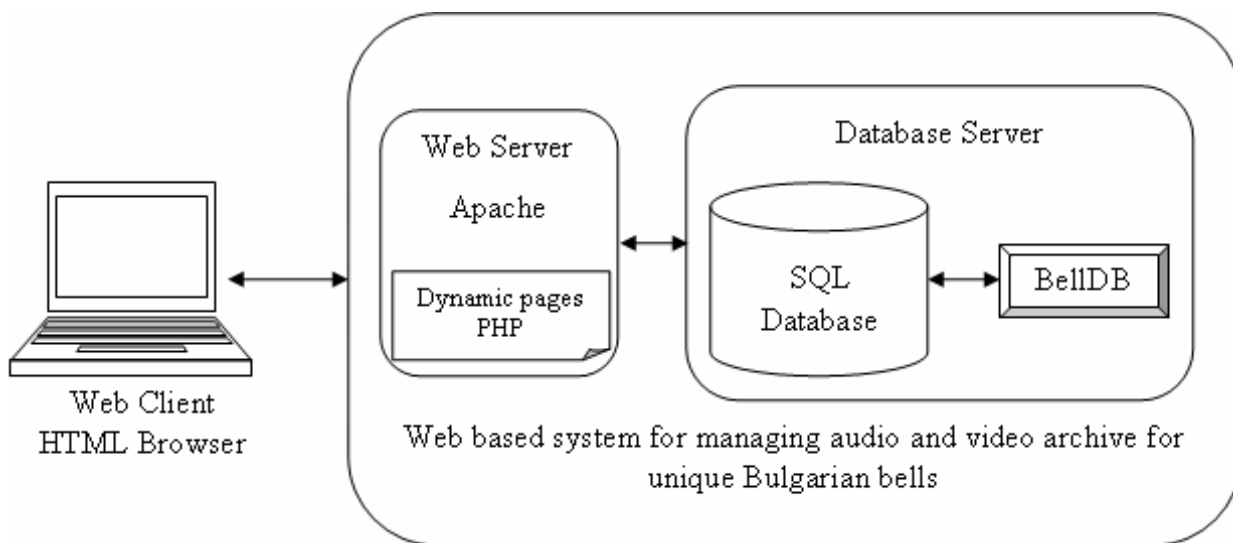 Web Client
HTML Browser
Web Server
Apache
Dynamic pages
PHP
Database Server
SQL
Database
BellDB
Web based system for managing audio and video archive for
unique Bulgarian bells